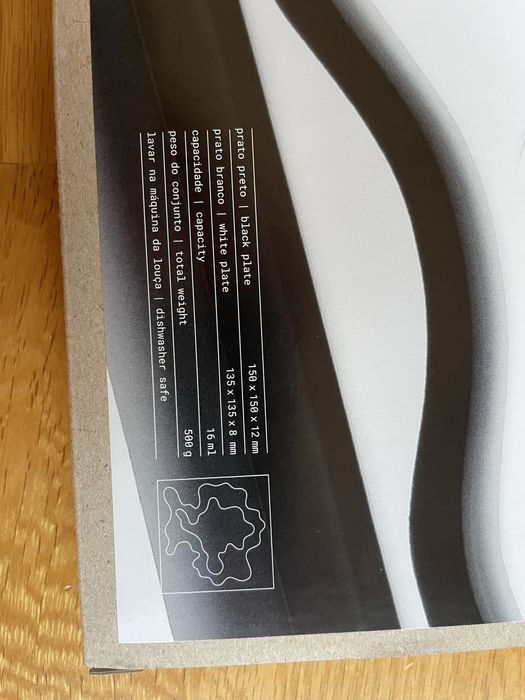 prato preto | black plate 150 x 150 x 12 mm
prato branco | white plate 135 x 135 x 8 mm
capacidade | capacity 16 ml
peso do conjunto | total weight 500 g
lavar na máquina da louça | dishwasher safe